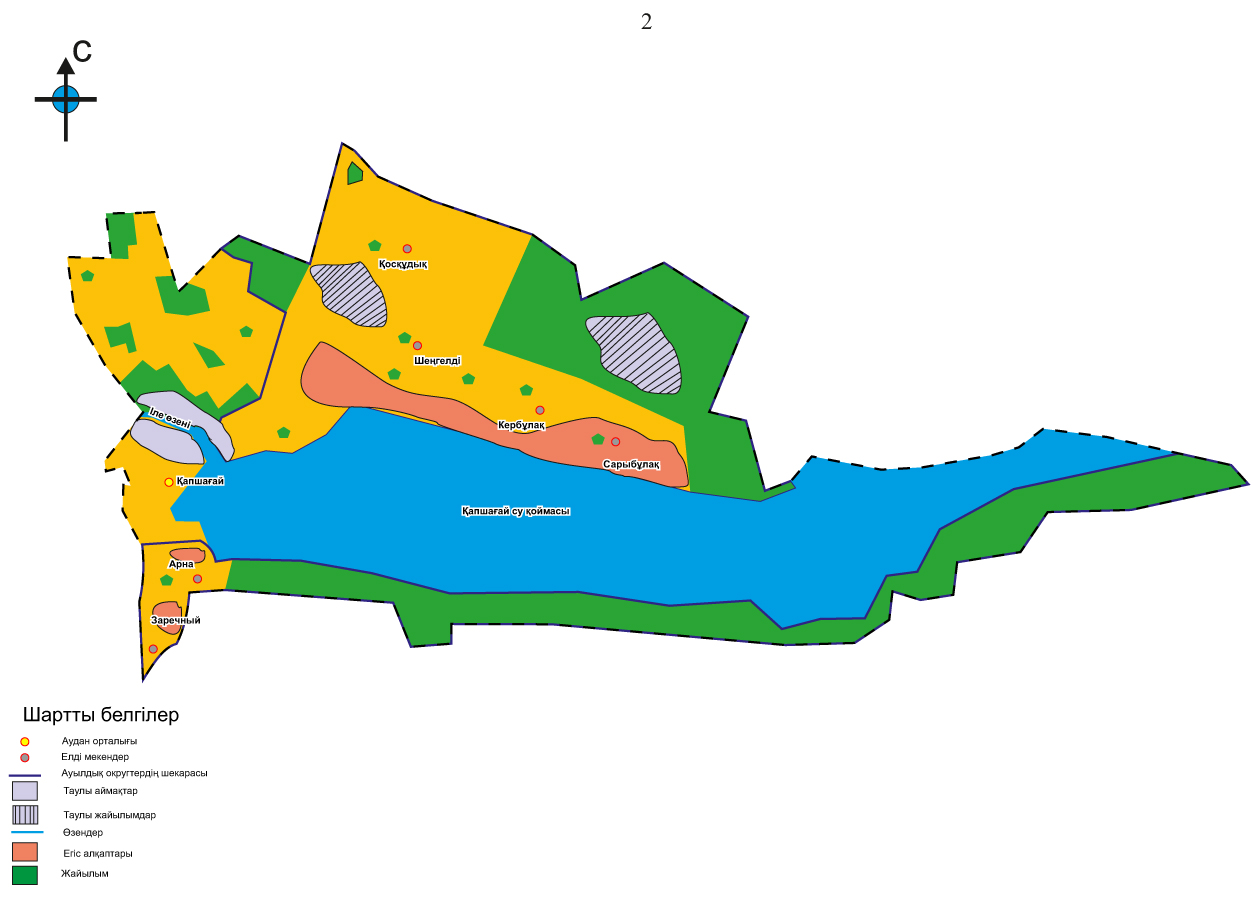 2
С
Қосқұдық
Шеңгелді
Іле өзені
Кербұлақ
Сарыбұлақ
Қапшағай
Қапшағай су қоймасы
Арна
Заречный
Шартты белгілер
Аудан орталығы
Елді мекендер
Ауылдық округтердің шекарасы
Таулы аймақтар
Таулы жайылымдар
Өзендер
Егіс алқаптары
Жайылым